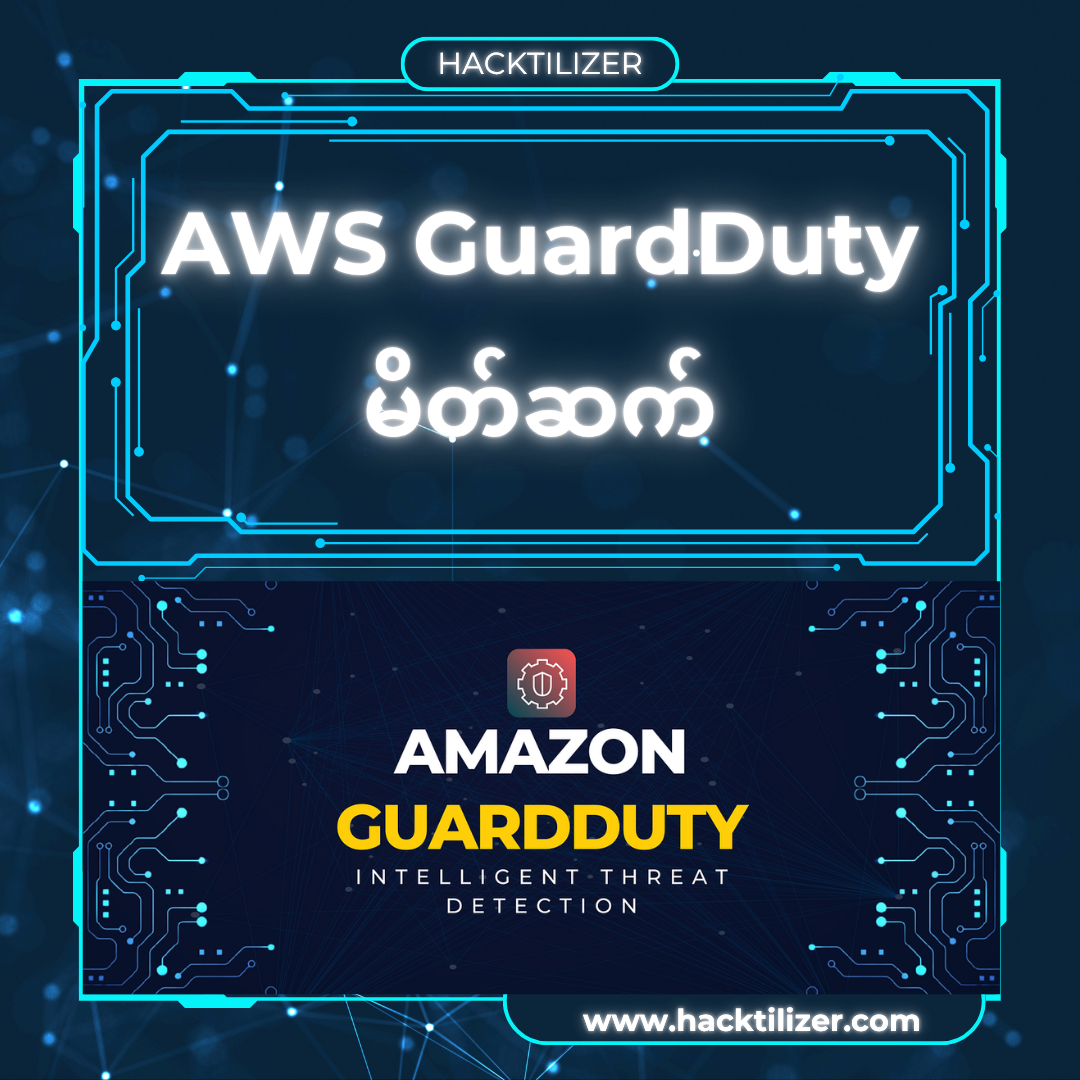 HACKTILIZER
AWS GuardDuty
မိတ်ဆက်
AMAZON
GUARDDUTY
INTELLIGENT THREAT
DETECTION
www.hacktilizer.com